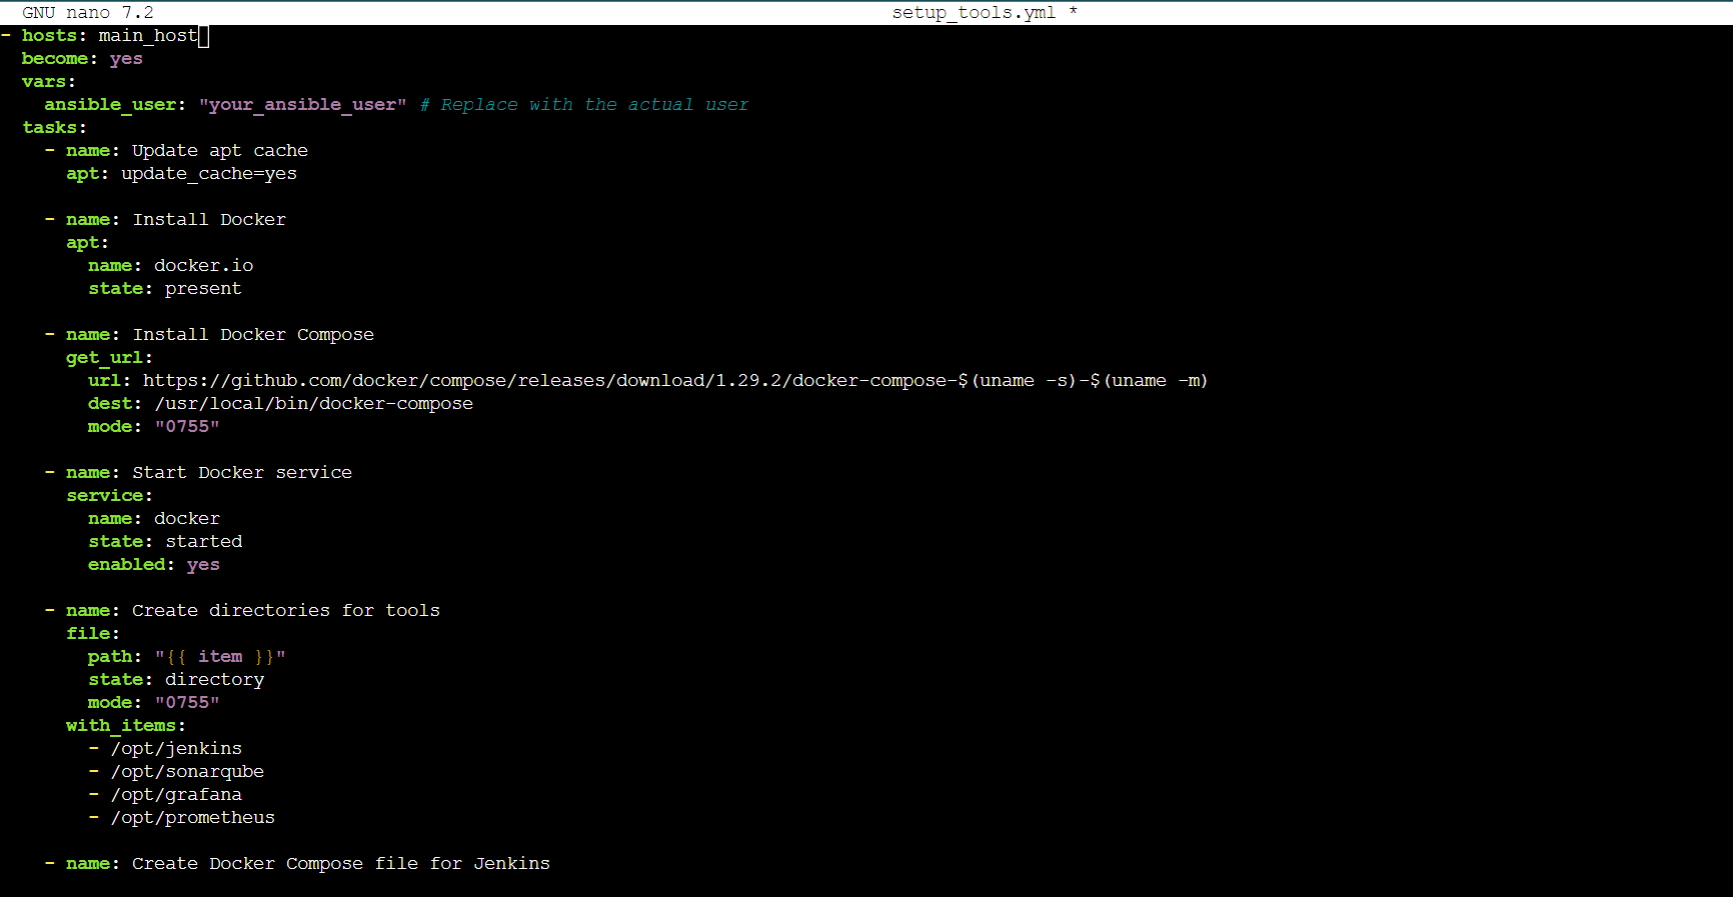 GNU nano 7.2 setup_tools.yml *
- hosts: main_host
  become: yes
  vars:
    ansible_user: "your_ansible_user" # Replace with the actual user
  tasks:
    - name: Update apt cache
      apt: update_cache=yes

    - name: Install Docker
      apt:
        name: docker.io
        state: present

    - name: Install Docker Compose
      get_url:
        url: https://github.com/docker/compose/releases/download/1.29.2/docker-compose-$(uname -s)-$(uname -m)
        dest: /usr/local/bin/docker-compose
        mode: "0755"

    - name: Start Docker service
      service:
        name: docker
        state: started
        enabled: yes

    - name: Create directories for tools
      file:
        path: "{{ item }}"
        state: directory
        mode: "0755"
      with_items:
        - /opt/jenkins
        - /opt/sonarqube
        - /opt/grafana
        - /opt/prometheus

    - name: Create Docker Compose file for Jenkins